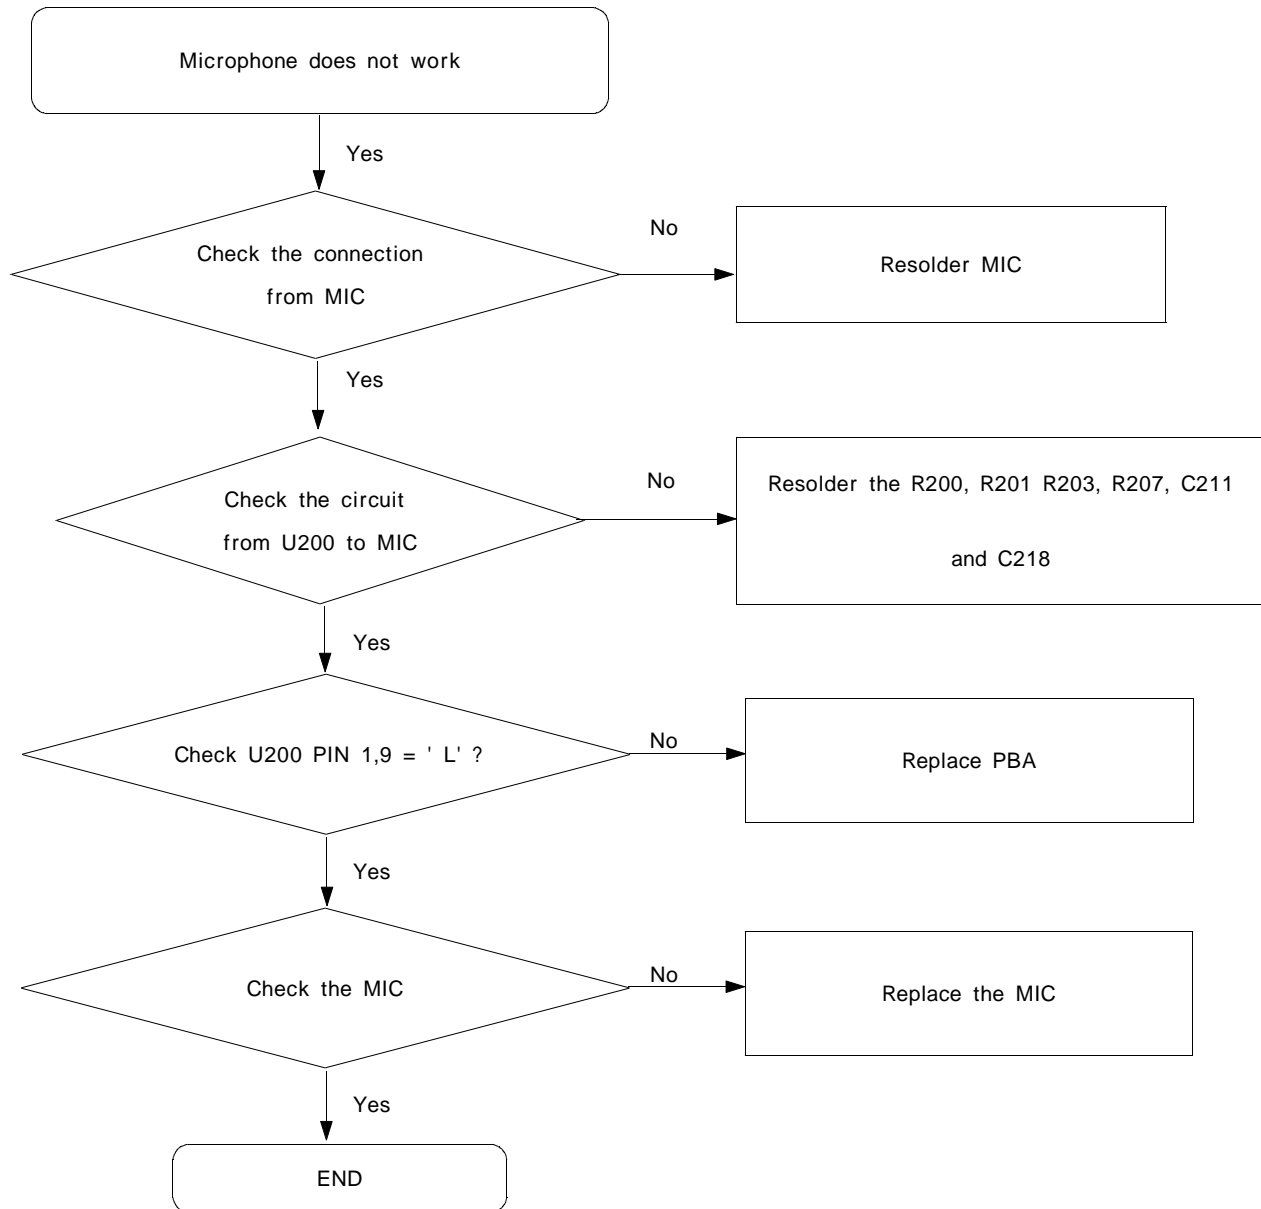 Microphone does not work
Yes
Check the connection
from MIC
No
Resolder MIC
Yes
Check the circuit
from U200 to MIC
No
Resolder the R200, R201 R203, R207, C211
and C218
Yes
Check U200 PIN 1,9 = ' L' ?
No
Replace PBA
Yes
Check the MIC
No
Replace the MIC
Yes
END